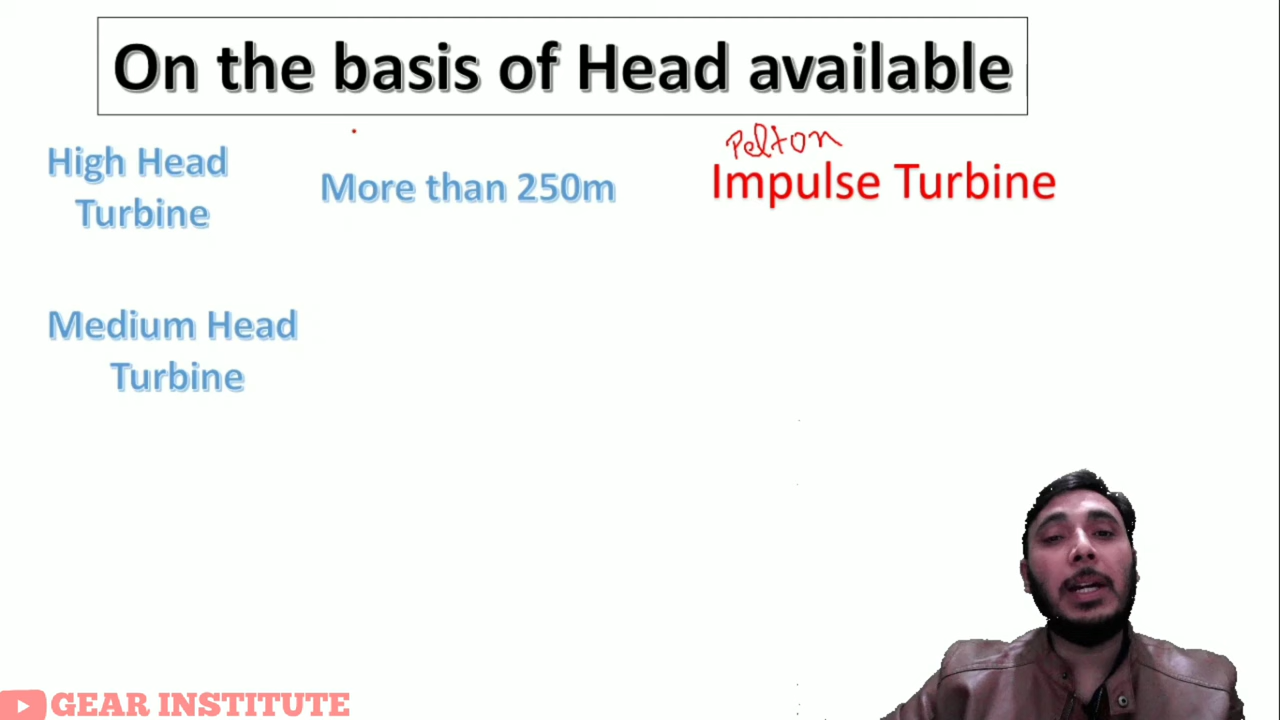 On the basis of Head available
High Head
Turbine
More than 250m
Pelton
Impulse Turbine
Medium Head
Turbine
GEAR INSTITUTE